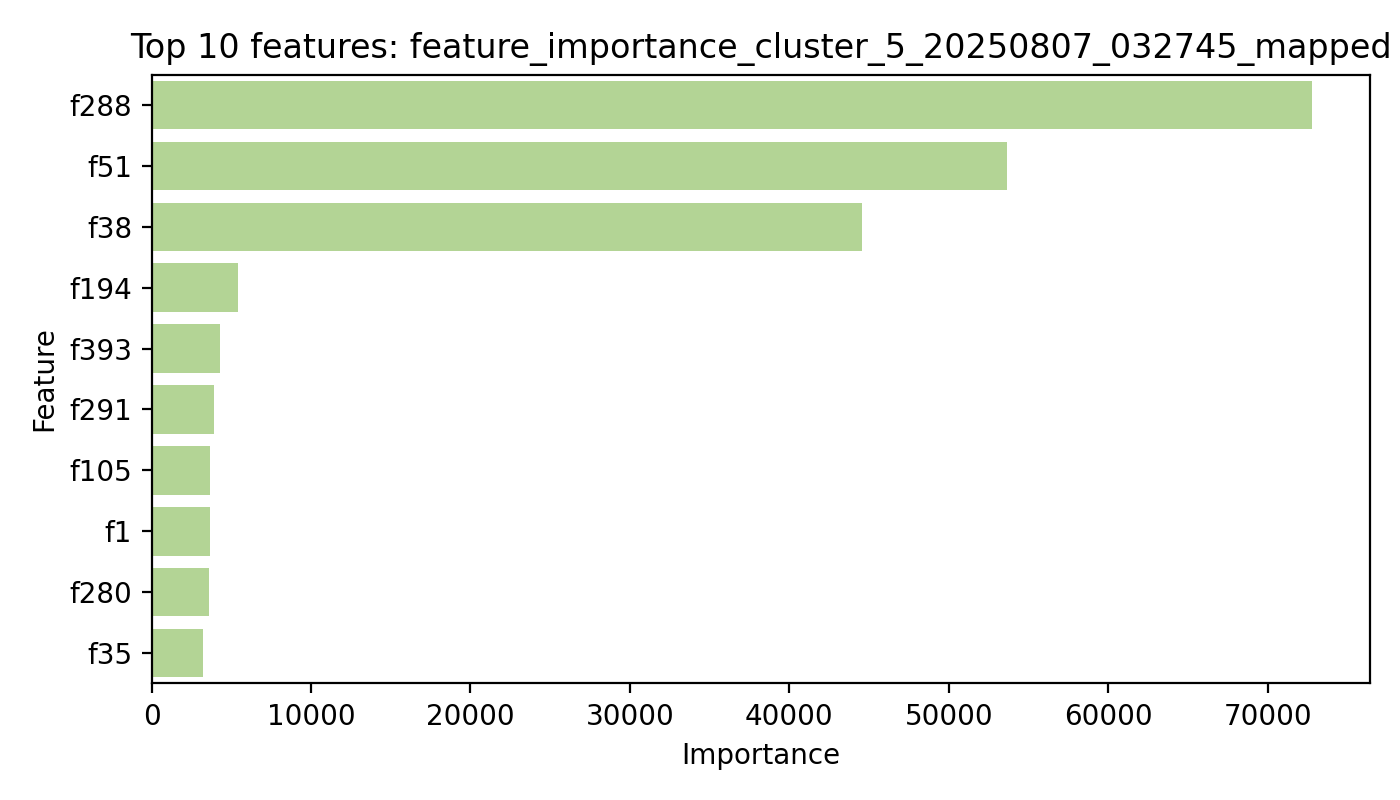 Top 10 features: feature_importance_cluster_5_20250807_032745_mapped
f288
f51
f38
f194
f393
f291
f105
f1
f280
f35
Feature
0 10000 20000 30000 40000 50000 60000 70000
Importance